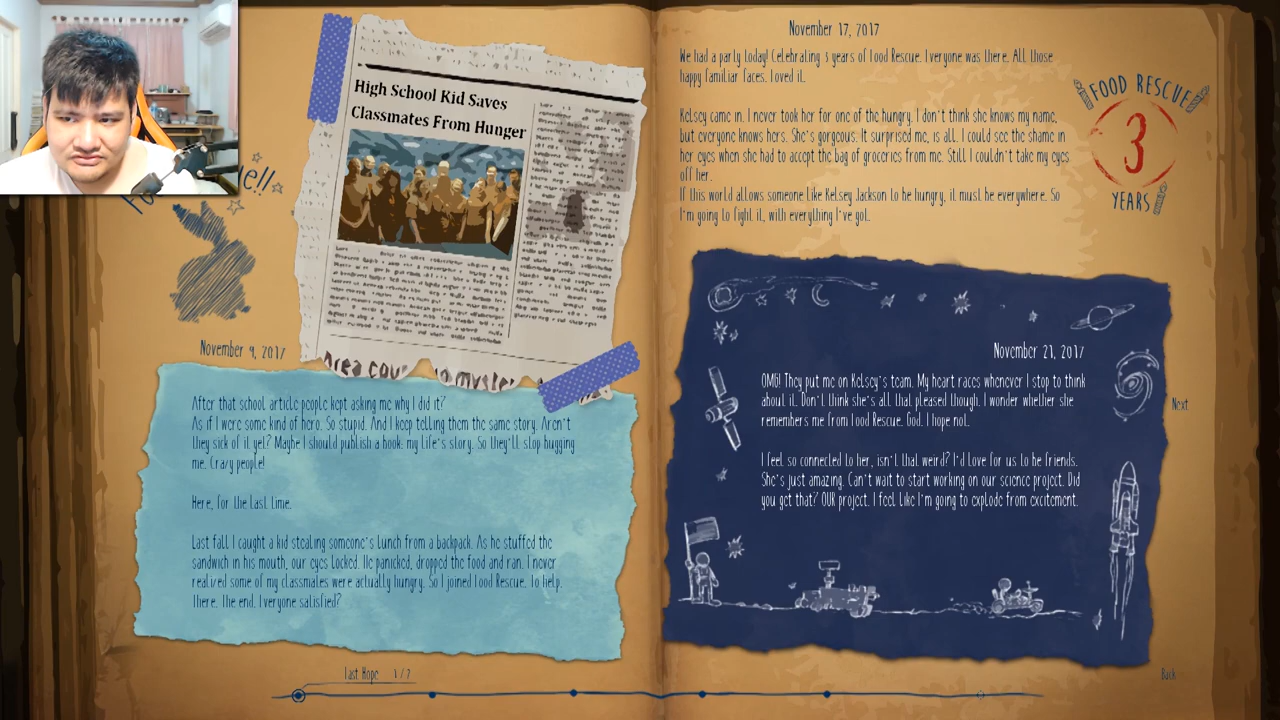 High School Kid Saves
Classmates From Hunger
November 9, 2017
After that school article people kept asking me why I did it?
As if I were some kind of hero. So stupid. And I keep telling them the same story. Aren't
they sick of it yet? Maybe I should publish a book: my life's story. So they'll stop bugging
me. Crazy people!
Here, for the last time.
Last fall I caught a kid stealing someone's lunch from a backpack. As he stuffed the
sandwich in his mouth, our eyes locked. He panicked, dropped the food and ran. I never
realized some of my classmates were actually hungry. So I joined Food Rescue. To help.
There. The end. Everyone satisfied?
Last Hope 1/2
November 17, 2017
We had a party today! Celebrating 3 years of Food Rescue. Everyone was there. All those
happy familiar faces. I loved it.
Kelsey came in. I never took her for one of the hungry. I don't think she knows my name,
but everyone knows hers. She's gorgeous. It surprised me, is all. I could see the shame in
her eyes when she had to accept the bag of groceries from me. Still I couldn't take my eyes
off her.
If this world allows someone like Kelsey Jackson to be hungry, it must be everywhere. So
I'm going to fight it, with everything I've got.
FOOD RESCUE
3
YEARS
November 21, 2017
OMG! They put me on Kelsey's team. My heart races whenever I stop to think
about it. Don't think she's all that pleased though. I wonder whether she
remembers me from Food Rescue. God, I hope not.
I feel so connected to her, isn't that weird? I'd love for us to be friends.
She's just amazing. Can't wait to start working on our science project. Did
you get that? OUR project. I feel like I'm going to explode from excitement.
Next
Back